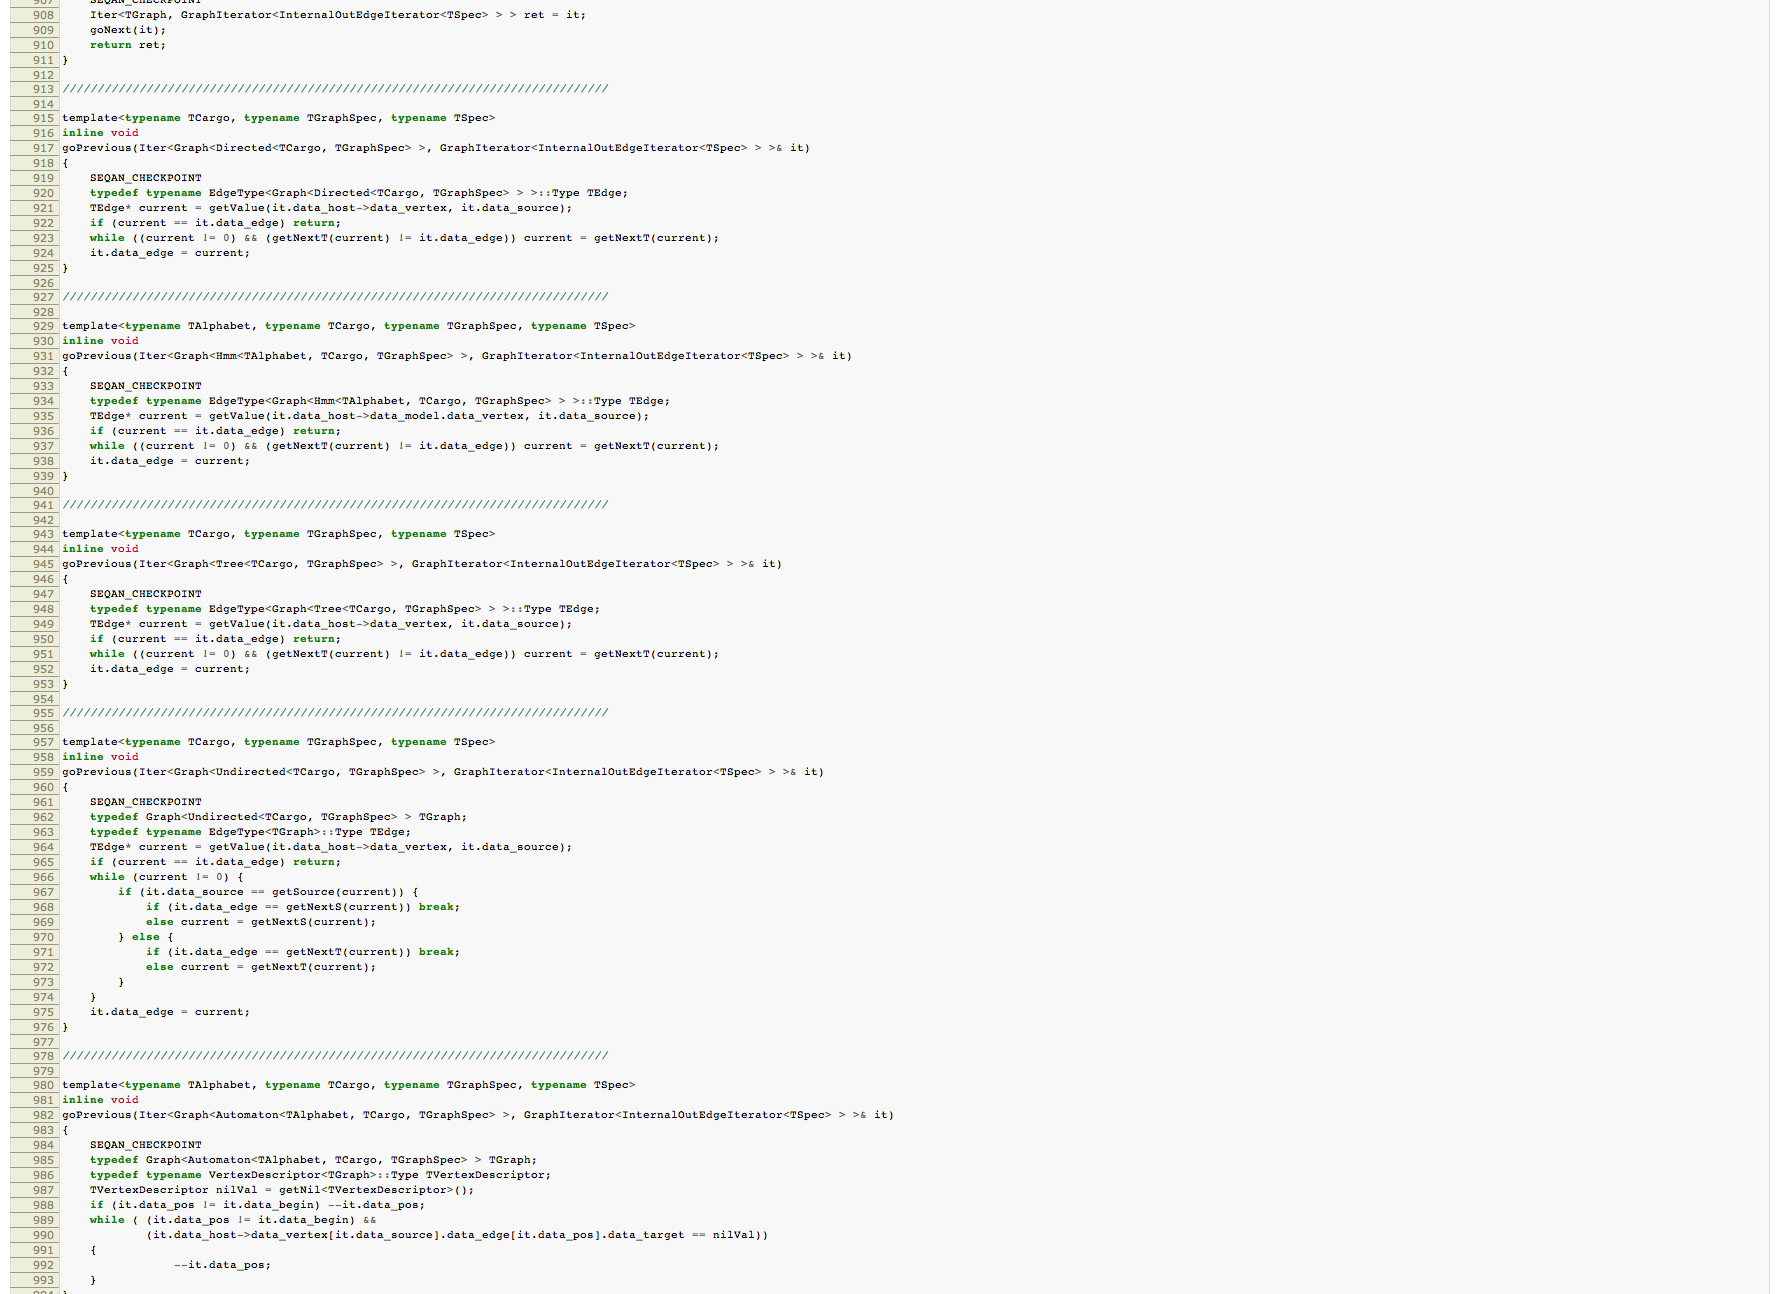 907 SEQAN_CHECKPOINT
908 Iter<TGraph, GraphIterator<InternalOutEdgeIterator<TSpec> > > ret = it;
909 goNext(it);
910 return ret;
911 }
912
913 //////////////////////////////////////////////////////////////////////////////
914
915 template<typename TCargo, typename TGraphSpec, typename TSpec>
916 inline void
917 goPrevious(Iter<Graph<Directed<TCargo, TGraphSpec> >, GraphIterator<InternalOutEdgeIterator<TSpec> > >& it)
918 {
919 SEQAN_CHECKPOINT
920 typedef typename EdgeType<Graph<Directed<TCargo, TGraphSpec> > >::Type TEdge;
921 TEdge* current = getValue(it.data_host->data_vertex, it.data_source);
922 if (current == it.data_edge) return;
923 while ((current != 0) && (getNextT(current) != it.data_edge)) current = getNextT(current);
924 it.data_edge = current;
925 }
926
927 //////////////////////////////////////////////////////////////////////////////
928
929 template<typename TAlphabet, typename TCargo, typename TGraphSpec, typename TSpec>
930 inline void
931 goPrevious(Iter<Graph<Hmm<TAlphabet, TCargo, TGraphSpec> >, GraphIterator<InternalOutEdgeIterator<TSpec> > >& it)
932 {
933 SEQAN_CHECKPOINT
934 typedef typename EdgeType<Graph<Hmm<TAlphabet, TCargo, TGraphSpec> > >::Type TEdge;
935 TEdge* current = getValue(it.data_host->data_model.data_vertex, it.data_source);
936 if (current == it.data_edge) return;
937 while ((current != 0) && (getNextT(current) != it.data_edge)) current = getNextT(current);
938 it.data_edge = current;
939 }
940
941 //////////////////////////////////////////////////////////////////////////////
942
943 template<typename TCargo, typename TGraphSpec, typename TSpec>
944 inline void
945 goPrevious(Iter<Graph<Tree<TCargo, TGraphSpec> >, GraphIterator<InternalOutEdgeIterator<TSpec> > >& it)
946 {
947 SEQAN_CHECKPOINT
948 typedef typename EdgeType<Graph<Tree<TCargo, TGraphSpec> > >::Type TEdge;
949 TEdge* current = getValue(it.data_host->data_vertex, it.data_source);
950 if (current == it.data_edge) return;
951 while ((current != 0) && (getNextT(current) != it.data_edge)) current = getNextT(current);
952 it.data_edge = current;
953 }
954
955 //////////////////////////////////////////////////////////////////////////////
956
957 template<typename TCargo, typename TGraphSpec, typename TSpec>
958 inline void
959 goPrevious(Iter<Graph<Undirected<TCargo, TGraphSpec> >, GraphIterator<InternalOutEdgeIterator<TSpec> > >& it)
960 {
961 SEQAN_CHECKPOINT
962 typedef Graph<Undirected<TCargo, TGraphSpec> > TGraph;
963 typedef typename EdgeType<TGraph>::Type TEdge;
964 TEdge* current = getValue(it.data_host->data_vertex, it.data_source);
965 if (current == it.data_edge) return;
966 while (current != 0) {
967 if (it.data_source == getSource(current)) {
968 if (it.data_edge == getNextS(current)) break;
969 else current = getNextS(current);
970 } else {
971 if (it.data_edge == getNextT(current)) break;
972 else current = getNextT(current);
973 }
974 }
975 it.data_edge = current;
976 }
977
978 //////////////////////////////////////////////////////////////////////////////
979
980 template<typename TAlphabet, typename TCargo, typename TGraphSpec, typename TSpec>
981 inline void
982 goPrevious(Iter<Graph<Automaton<TAlphabet, TCargo, TGraphSpec> >, GraphIterator<InternalOutEdgeIterator<TSpec> > >& it)
983 {
984 SEQAN_CHECKPOINT
985 typedef Graph<Automaton<TAlphabet, TCargo, TGraphSpec> > TGraph;
986 typedef typename VertexDescriptor<TGraph>::Type TVertexDescriptor;
987 TVertexDescriptor nilVal = getNil<TVertexDescriptor>();
988 if (it.data_pos != it.data_begin) --it.data_pos;
989 while ( (it.data_pos != it.data_begin) &&
990 (it.data_host->data_vertex[it.data_source].data_edge[it.data_pos].data_target == nilVal))
991 {
992 --it.data_pos;
993 }
994 }